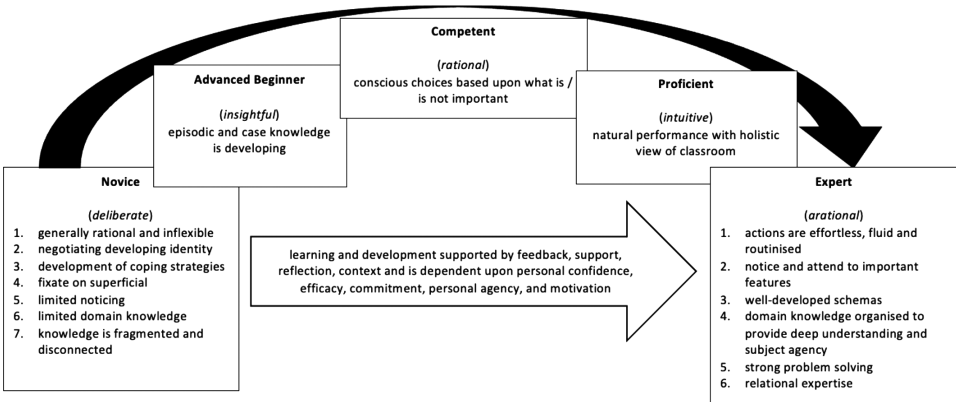 Competent
(rational)
conscious choices based upon what is /
is not important
Advanced Beginner
(insightful)
episodic and case knowledge
is developing
Proficient
(intuitive)
natural performance with holistic
view of classroom
Novice
(deliberate)
1. generally rational and inflexible
2. negotiating developing identity
3. development of coping strategies
4. fixate on superficial
5. limited noticing
6. limited domain knowledge
7. knowledge is fragmented and
disconnected
learning and development supported by feedback, support,
reflection, context and is dependent upon personal confidence,
efficacy, commitment, personal agency, and motivation
Expert
(arational)
1. actions are effortless, fluid and
routinised
2. notice and attend to important
features
3. well-developed schemas
4. domain knowledge organised to
provide deep understanding and
subject agency
5. strong problem solving
6. relational expertise